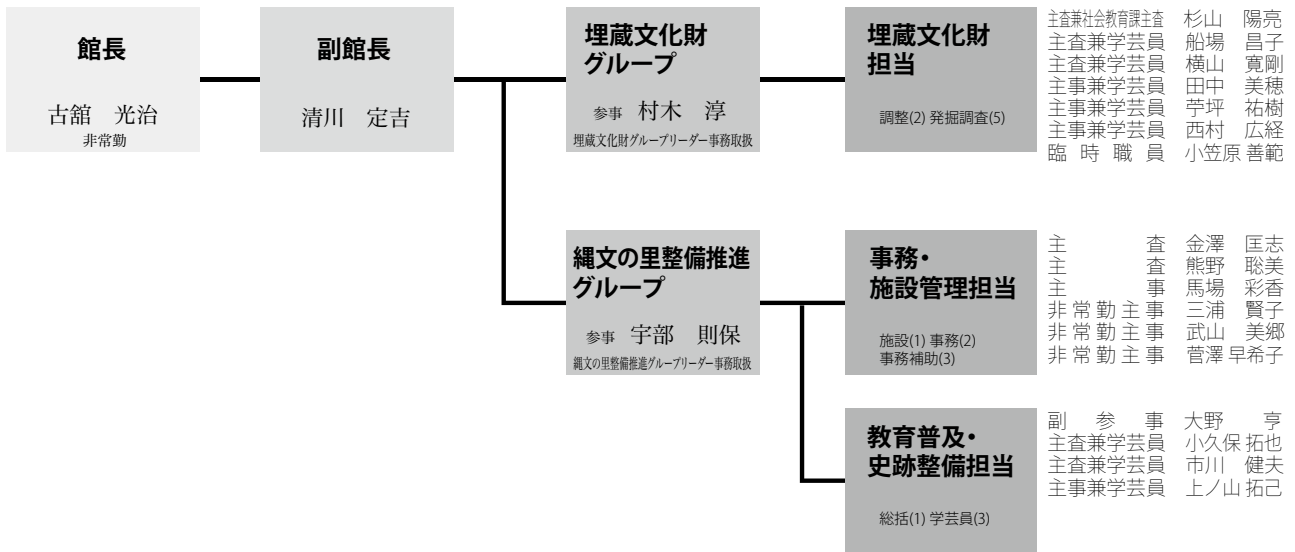 館長
古舘　光治
非常勤
副館長
清川　定吉
埋蔵文化財
グループ
参事 村木　淳
埋蔵文化財グループリーダー事務取扱
埋蔵文化財
担当
調整(2) 発掘調査(5)
主査兼社会教育課主査　杉山　陽亮
主査兼学芸員　船場　昌子
主査兼学芸員　横山　寛剛
主事兼学芸員　田中　美穂
主事兼学芸員　苧坪　祐樹
主事兼学芸員　西村　広経
臨時職員　小笠原 善範
縄文の里整備推進
グループ
参事 宇部　則保
縄文の里整備推進グループリーダー事務取扱
事務・
施設管理担当
施設(1) 事務(2)
事務補助(3)
主査　金澤　匡志
主査　熊野　聡美
主事　馬場　彩香
非常勤主事　三浦　賢子
非常勤主事　武山　美郷
非常勤主事　菅澤 早希子
教育普及・
史跡整備担当
総括(1) 学芸員(3)
副参事　大野　亨
主査兼学芸員　小久保 拓也
主査兼学芸員　市川　健夫
主事兼学芸員　上ノ山 拓己